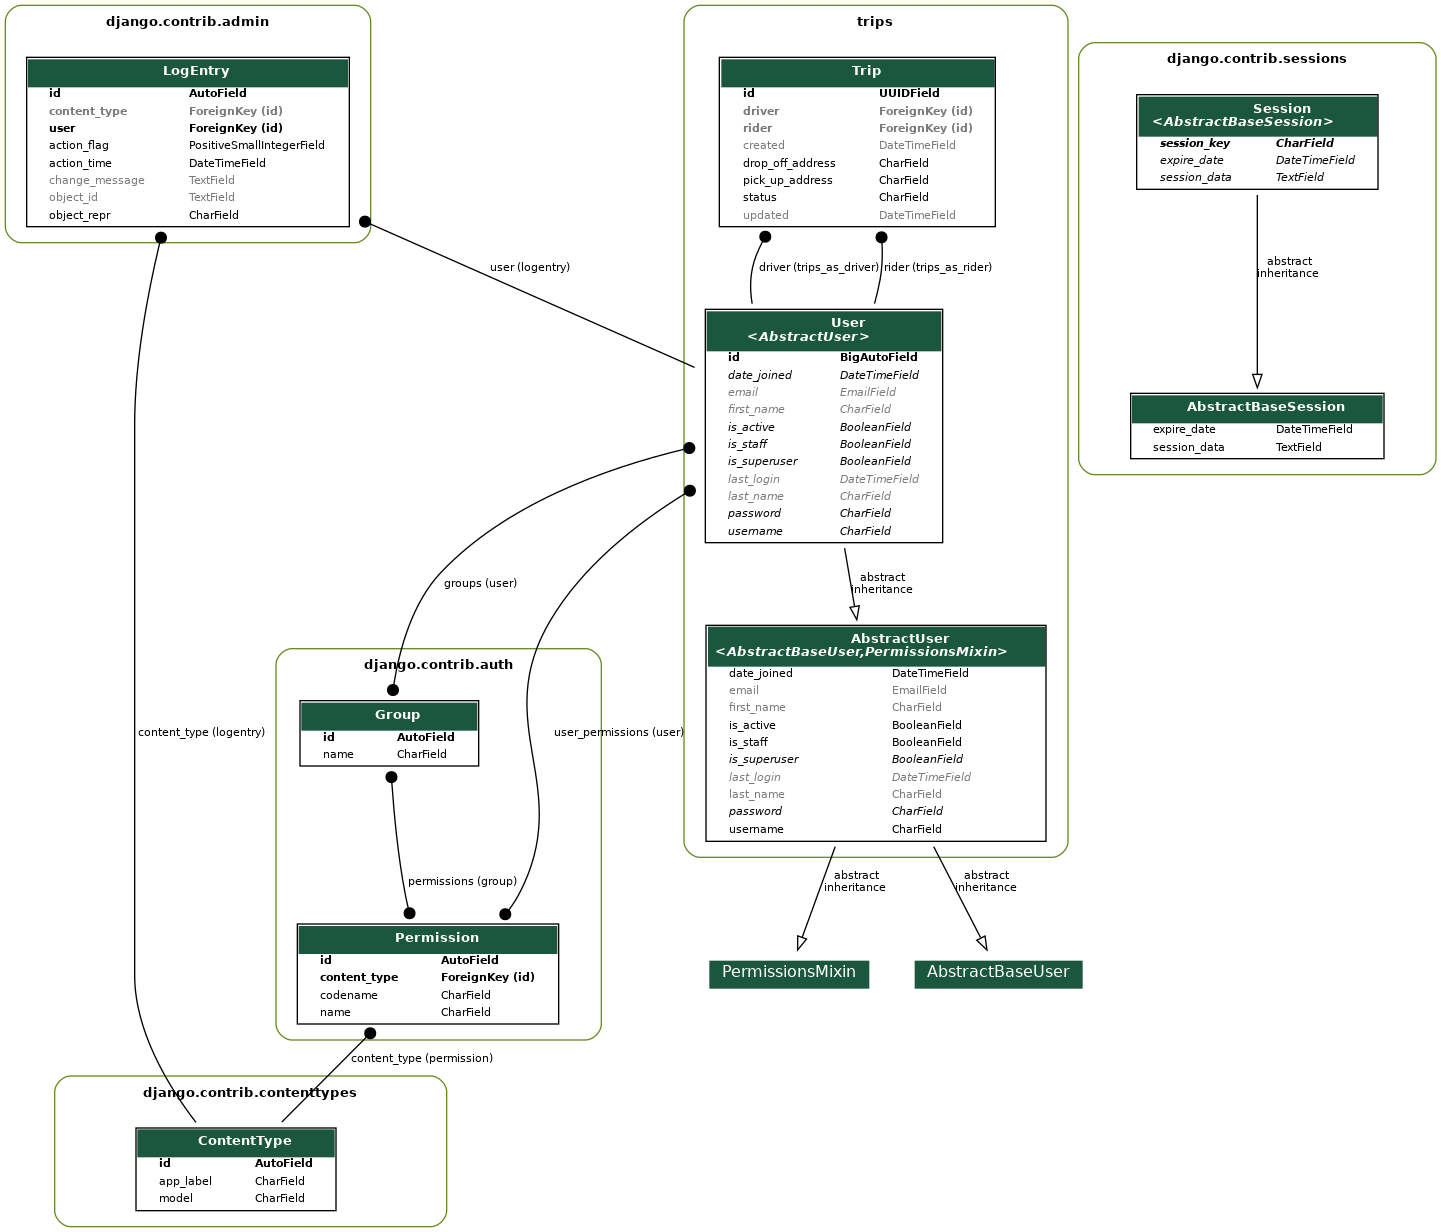 django.contrib.admin
LogEntry
id AutoField
content_type ForeignKey (id)
user ForeignKey (id)
action_flag PositiveSmallIntegerField
action_time DateTimeField
change_message TextField
object_id TextField
object_repr CharField
trips
Trip
id UUIDField
driver ForeignKey (id)
rider ForeignKey (id)
created DateTimeField
drop_off_address CharField
pick_up_address CharField
status CharField
updated DateTimeField
django.contrib.sessions
Session
<AbstractBaseSession>
session_key CharField
expire_date DateTimeField
session_data TextField
user (logentry)
driver (trips_as_driver)
rider (trips_as_rider)
abstract
inheritance
User
<AbstractUser>
id BigAutoField
date_joined DateTimeField
email EmailField
first_name CharField
is_active BooleanField
is_staff BooleanField
is_superuser BooleanField
last_login DateTimeField
last_name CharField
password CharField
username CharField
AbstractBaseSession
expire_date DateTimeField
session_data TextField
groups (user)
abstract
inheritance
AbstractUser
<AbstractBaseUser,PermissionsMixin>
date_joined DateTimeField
email EmailField
first_name CharField
is_active BooleanField
is_staff BooleanField
is_superuser BooleanField
last_login DateTimeField
last_name CharField
password CharField
username CharField
django.contrib.auth
Group
id AutoField
name CharField
content_type (logentry)
user_permissions (user)
permissions (group)
abstract
inheritance
abstract
inheritance
Permission
id AutoField
content_type ForeignKey (id)
codename CharField
name CharField
PermissionsMixin
AbstractBaseUser
content_type (permission)
django.contrib.contenttypes
ContentType
id AutoField
app_label CharField
model CharField